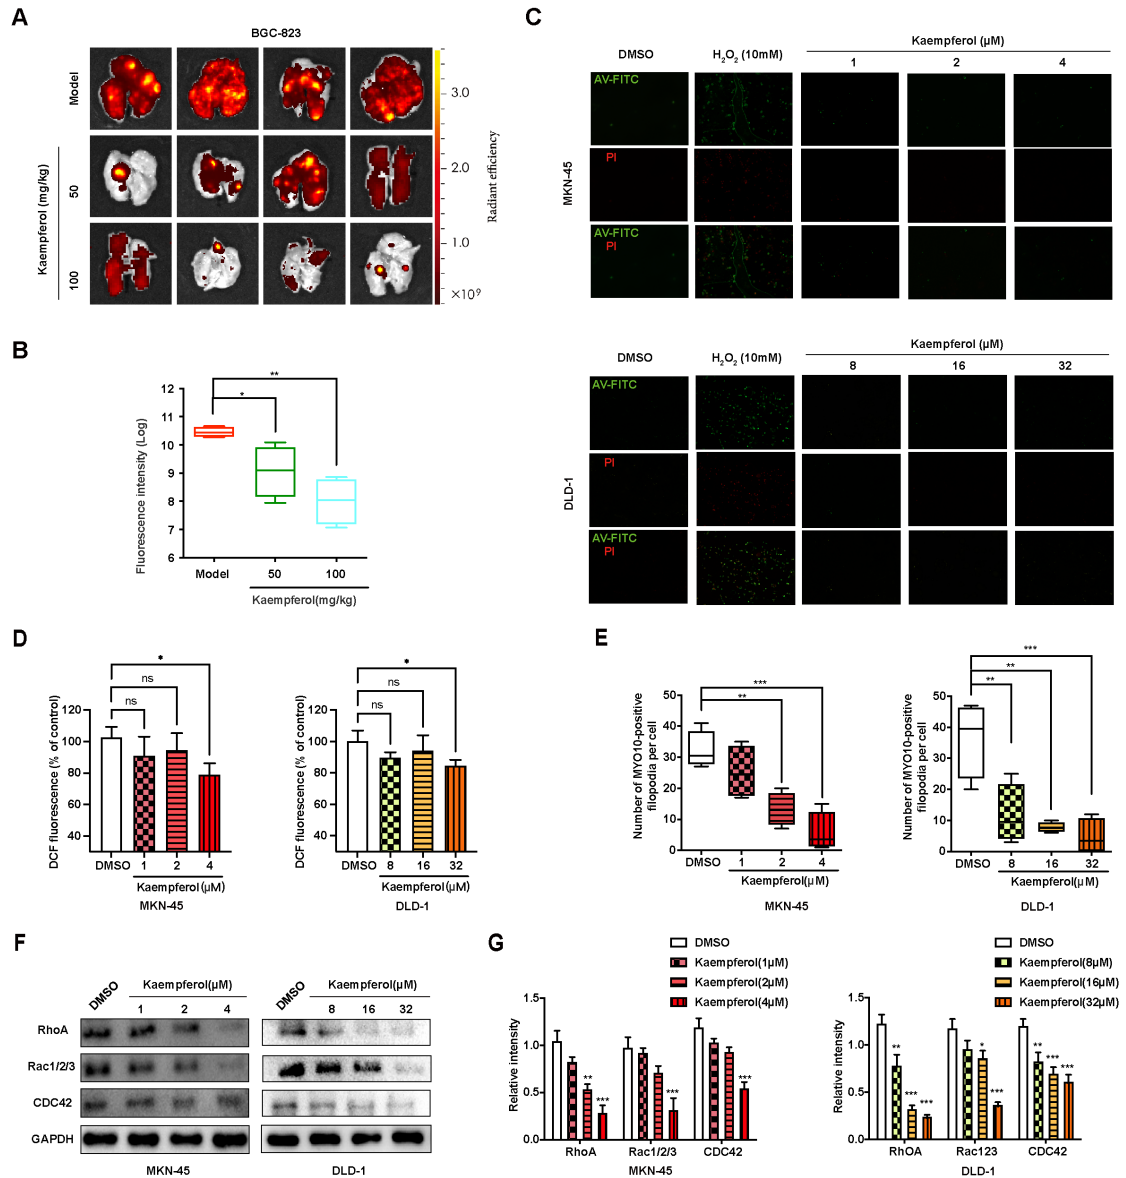 A
BGC-823
Model
Kaempferol (mg/kg)
50
100
3.0
2.0
1.0
×10⁹
Radiant efficiency
B
Fluorescence intensity (Log)
12
11
10
9
8
7
6
*
**
Model
50
100
Kaempferol(mg/kg)
C
DMSO
H₂O₂ (10mM)
Kaempferol (μM)
1
2
4
MKN-45
AV-FITC
PI
AV-FITC
PI
DMSO
H₂O₂ (10mM)
Kaempferol (μM)
8
16
32
DLD-1
AV-FITC
PI
AV-FITC
PI
D
DCF fluorescence (% of control)
120
100
80
60
40
*
ns
ns
DMSO
1
2
4
Kaempferol(μM)
MKN-45
DCF fluorescence (% of control)
120
100
80
60
40
*
ns
ns
DMSO
8
16
32
Kaempferol(μM)
DLD-1
E
Number of MYO10-positive
filopodia per cell
50
40
30
20
10
0
***
**
DMSO
1
2
4
Kaempferol(μM)
MKN-45
Number of MYO10-positive
filopodia per cell
50
40
30
20
10
0
***
**
**
DMSO
8
16
32
Kaempferol(μM)
DLD-1
F
DMSO
Kaempferol(μM)
1
2
4
DMSO
Kaempferol(μM)
8
16
32
RhoA
Rac1/2/3
CDC42
GAPDH
MKN-45
DLD-1
G
DMSO
Kaempferol(1μM)
Kaempferol(2μM)
Kaempferol(4μM)
Relative intensity
1.5
1.0
0.5
0.0
**
***
***
***
RhoA
Rac1/2/3
CDC42
MKN-45
DMSO
Kaempferol(8μM)
Kaempferol(16μM)
Kaempferol(32μM)
Relative intensity
1.5
1.0
0.5
0.0
**
***
***
*
***
**
***
***
RhOA
Rac123
CDC42
DLD-1